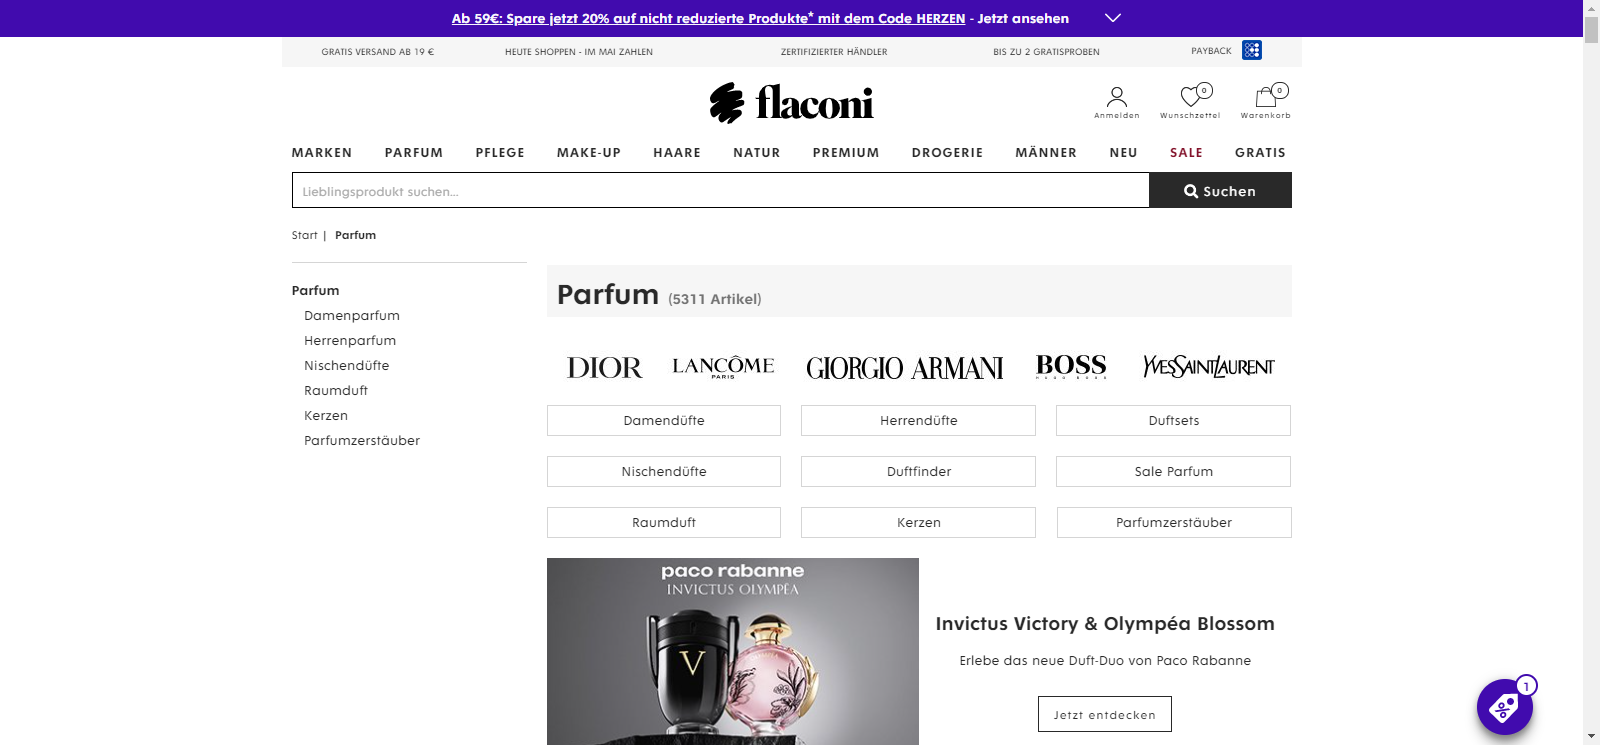 Ab 59€: Spare jetzt 20% auf nicht reduzierte Produkte* mit dem Code HERZEN - Jetzt ansehen
GRATIS VERSAND AB 19 €
HEUTE SHOPPEN - IM MAI ZAHLEN
ZERTIFIZIERTER HÄNDLER
BIS ZU 2 GRATISPROBEN
PAYBACK
flaconi
0
0
Anmelden
Wunschzettel
Warenkorb
MARKEN
PARFUM
PFLEGE
MAKE-UP
HAARE
NATUR
PREMIUM
DROGERIE
MÄNNER
NEU
SALE
GRATIS
Lieblingsprodukt suchen...
Suchen
Start | Parfum
Parfum
Damenparfum
Herrenparfum
Nischendüfte
Raumduft
Kerzen
Parfumzerstäuber
Parfum (5311 Artikel)
DIOR
LANCÔME
PARIS
GIORGIO ARMANI
BOSS
HUGO BOSS
YVESSAINTLAURENT
Damendüfte
Herrendüfte
Duftsets
Nischendüfte
Duftfinder
Sale Parfum
Raumduft
Kerzen
Parfumzerstäuber
paco rabanne
INVICTUS OLYMPÉA
V
Invictus Victory & Olympéa Blossom
Erlebe das neue Duft-Duo von Paco Rabanne
Jetzt entdecken
1